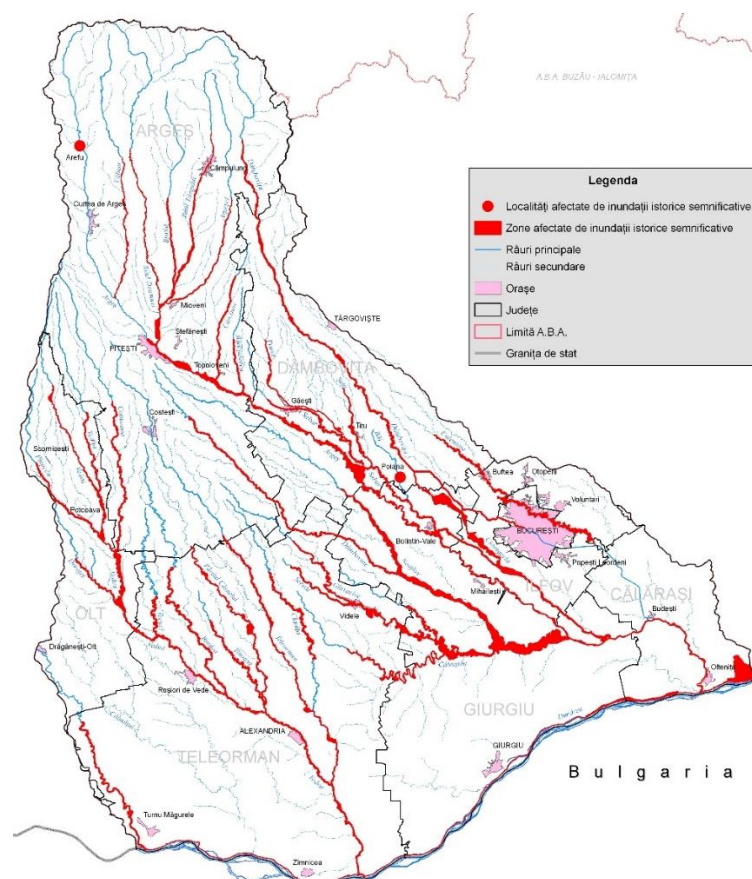 A.B.A. BUZĂU - IALOMIȚA
ARGEȘ
Arefu
Câmpulung
Curtea de Argeș
Mioveni
Ștefănești
PITEȘTI
Topoloveni
TÂRGOVIȘTE
DÂMBOVIȚA
Găești
Titu
Costești
Scornicești
Potcoava
Poiana
Buftea
Otopeni
Voluntari
BUCUREȘTI
Bolintin-Vale
Popești Leordeni
Mihăilești
ILFOV
CĂLĂRAȘI
Budești
Oltenița
OLT
Videle
Drăgănești-Olt
Roșiori de Vede
ALEXANDRIA
GIURGIU
TELEORMAN
GIURGIU
Dunărea
Bulgaria
Turnu Măgurele
Zimnicea
Legenda
Localități afectate de inundații istorice semnificative
Zone afectate de inundații istorice semnificative
Râuri principale
Râuri secundare
Orașe
Județe
Limită A.B.A.
Granița de stat